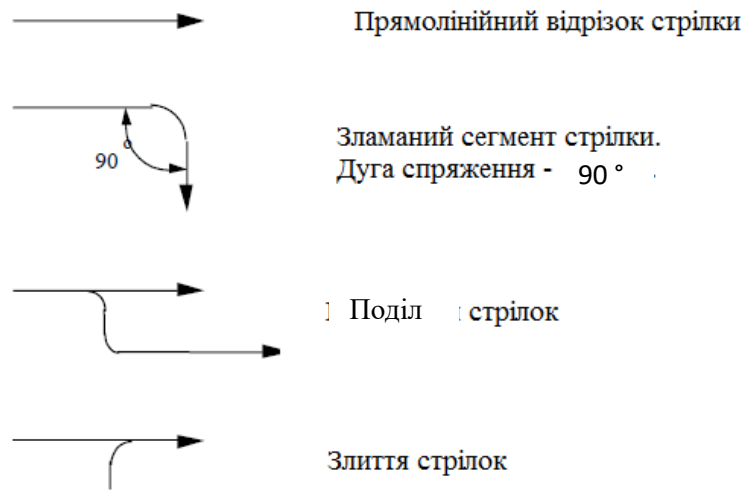 Прямолінійний відрізок стрілки
Зламаний сегмент стрілки.
90°
Дуга спряження - 90 °
Поділ стрілок
Злиття стрілок